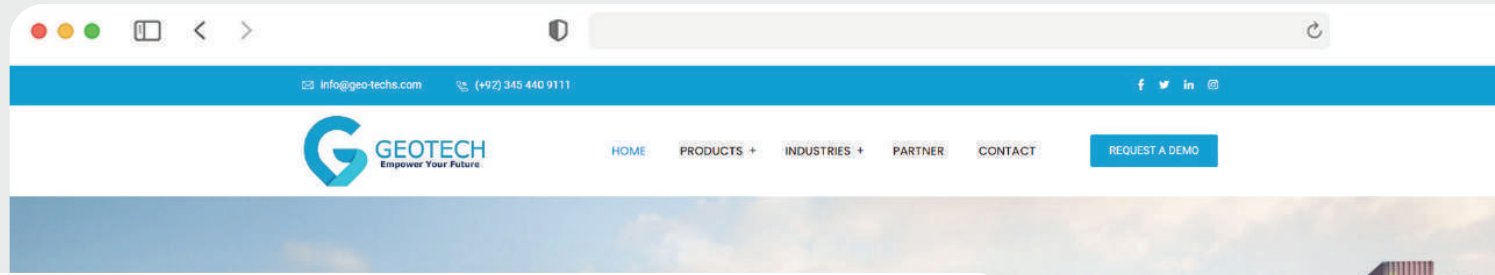 info@geo-techs.com (+92) 345 440 9111
GEOTECH
Empower Your Future
HOME PRODUCTS + INDUSTRIES + PARTNER CONTACT REQUEST A DEMO